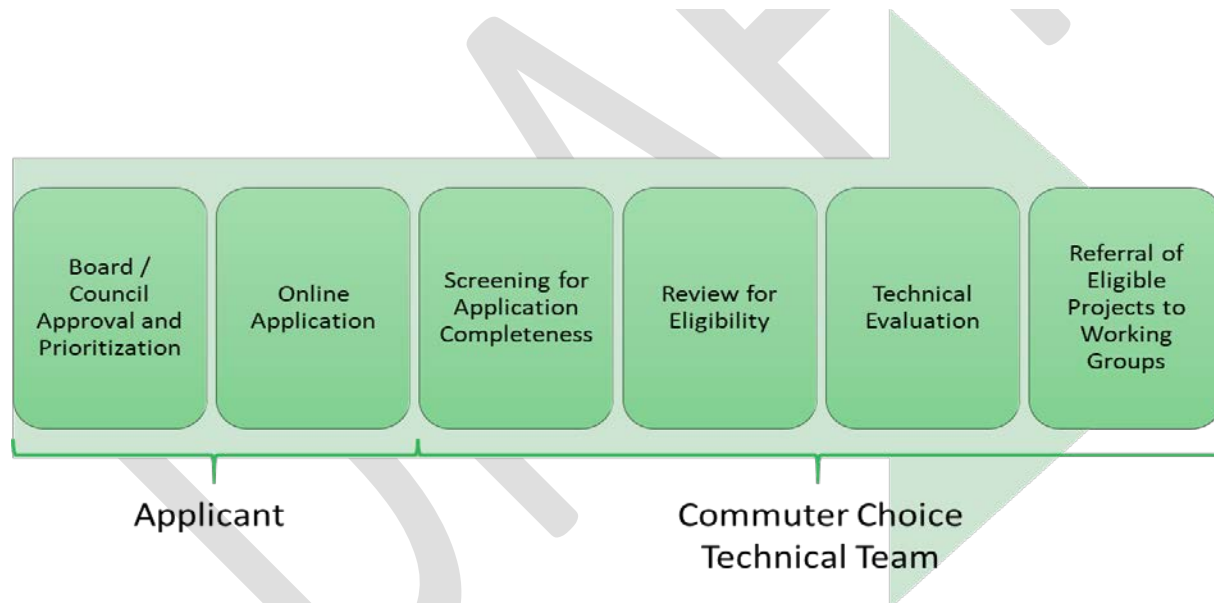 Board /
Council
Approval and
Prioritization
Online
Application
Screening for
Application
Completeness
Review for
Eligibility
Technical
Evaluation
Referral of
Eligible
Projects to
Working
Groups
Applicant
Commuter Choice
Technical Team